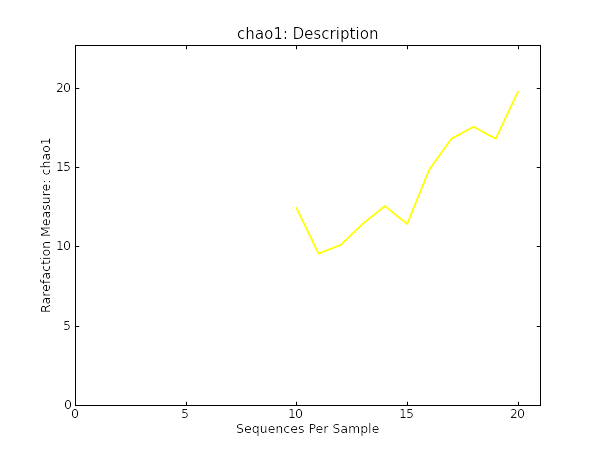 chao1: Description
Rarefaction Measure: chao1
20
15
10
5
0
0 5 10 15 20
Sequences Per Sample